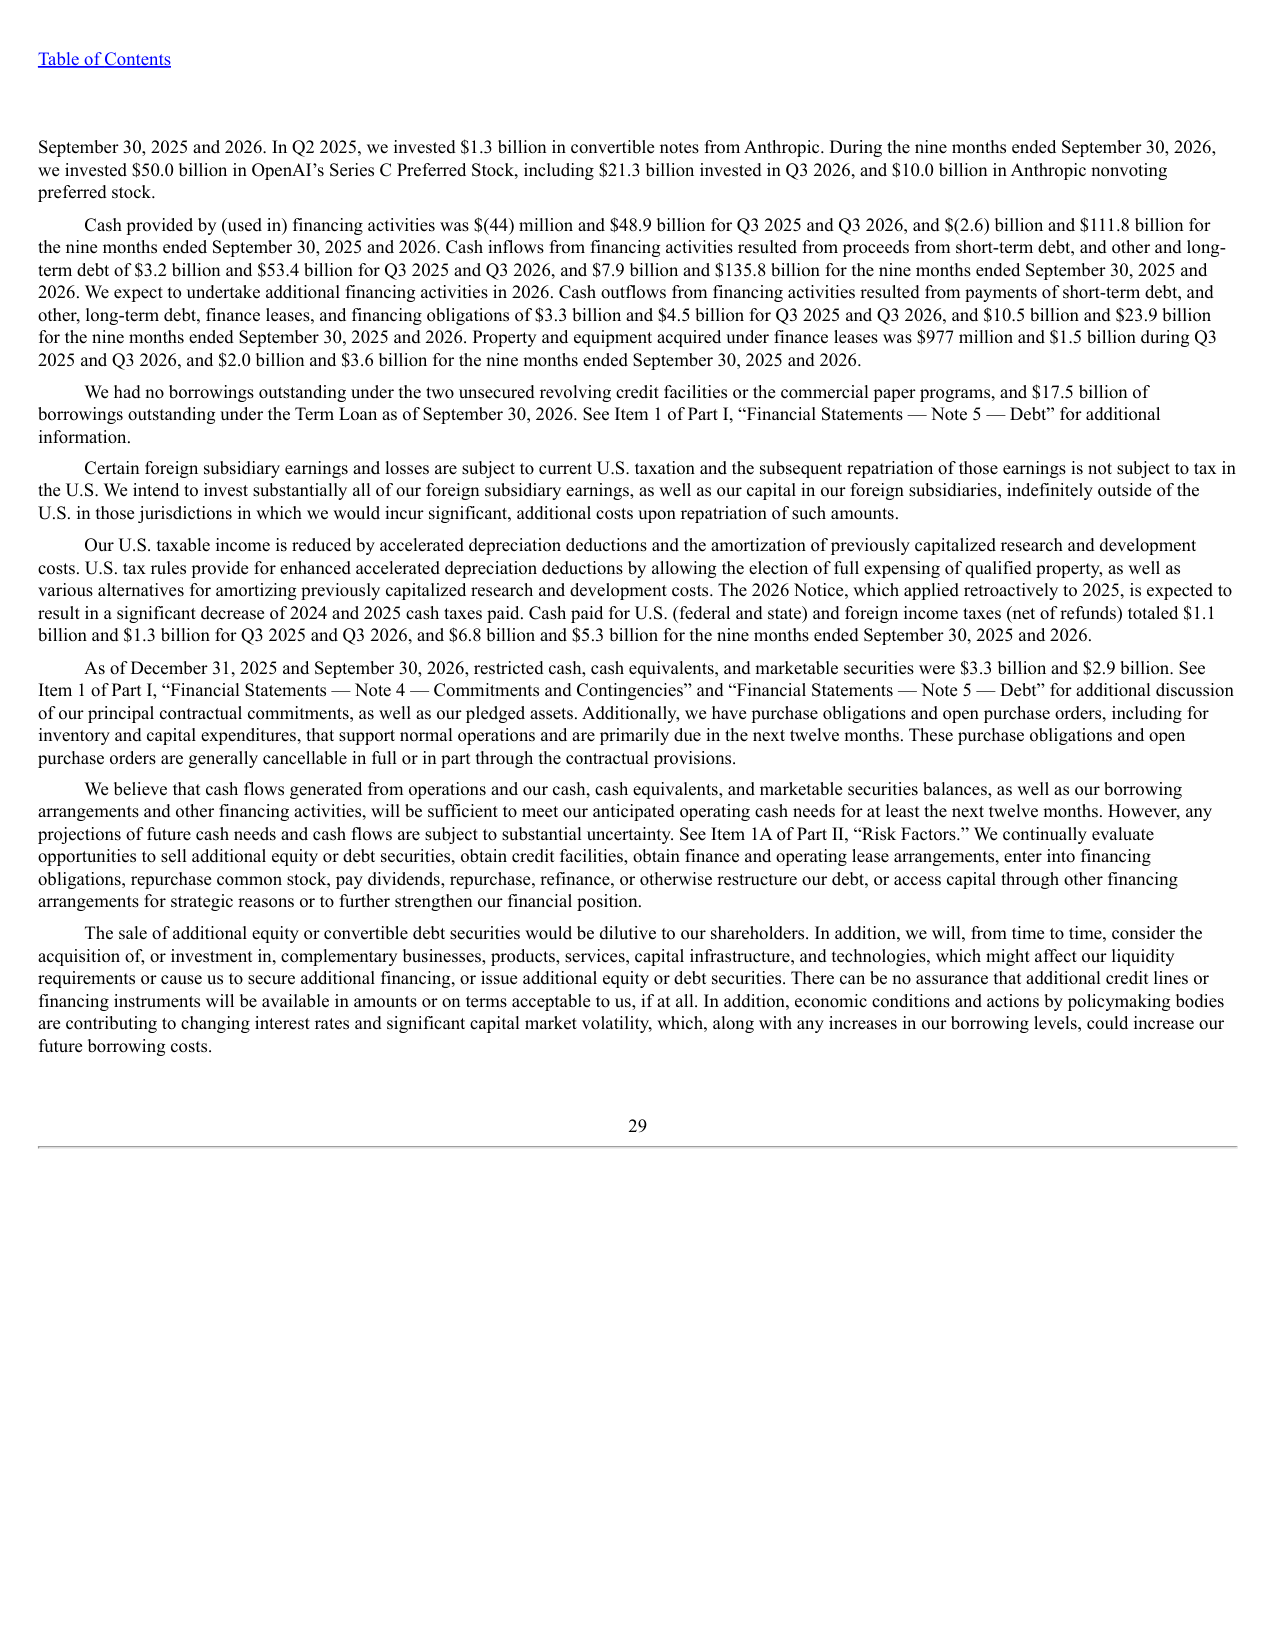 Table of Contents
September 30, 2025 and 2026. In Q2 2025, we invested $1.3 billion in convertible notes from Anthropic. During the nine months ended September 30, 2026,
we invested $50.0 billion in OpenAI’s Series C Preferred Stock, including $21.3 billion invested in Q3 2026, and $10.0 billion in Anthropic nonvoting
preferred stock.
Cash provided by (used in) financing activities was $(44) million and $48.9 billion for Q3 2025 and Q3 2026, and $(2.6) billion and $111.8 billion for
the nine months ended September 30, 2025 and 2026. Cash inflows from financing activities resulted from proceeds from short-term debt, and other and long-
term debt of $3.2 billion and $53.4 billion for Q3 2025 and Q3 2026, and $7.9 billion and $135.8 billion for the nine months ended September 30, 2025 and
2026. We expect to undertake additional financing activities in 2026. Cash outflows from financing activities resulted from payments of short-term debt, and
other, long-term debt, finance leases, and financing obligations of $3.3 billion and $4.5 billion for Q3 2025 and Q3 2026, and $10.5 billion and $23.9 billion
for the nine months ended September 30, 2025 and 2026. Property and equipment acquired under finance leases was $977 million and $1.5 billion during Q3
2025 and Q3 2026, and $2.0 billion and $3.6 billion for the nine months ended September 30, 2025 and 2026.
We had no borrowings outstanding under the two unsecured revolving credit facilities or the commercial paper programs, and $17.5 billion of
borrowings outstanding under the Term Loan as of September 30, 2026. See Item 1 of Part I, “Financial Statements — Note 5 — Debt” for additional
information.
Certain foreign subsidiary earnings and losses are subject to current U.S. taxation and the subsequent repatriation of those earnings is not subject to tax in
the U.S. We intend to invest substantially all of our foreign subsidiary earnings, as well as our capital in our foreign subsidiaries, indefinitely outside of the
U.S. in those jurisdictions in which we would incur significant, additional costs upon repatriation of such amounts.
Our U.S. taxable income is reduced by accelerated depreciation deductions and the amortization of previously capitalized research and development
costs. U.S. tax rules provide for enhanced accelerated depreciation deductions by allowing the election of full expensing of qualified property, as well as
various alternatives for amortizing previously capitalized research and development costs. The 2026 Notice, which applied retroactively to 2025, is expected to
result in a significant decrease of 2024 and 2025 cash taxes paid. Cash paid for U.S. (federal and state) and foreign income taxes (net of refunds) totaled $1.1
billion and $1.3 billion for Q3 2025 and Q3 2026, and $6.8 billion and $5.3 billion for the nine months ended September 30, 2025 and 2026.
As of December 31, 2025 and September 30, 2026, restricted cash, cash equivalents, and marketable securities were $3.3 billion and $2.9 billion. See
Item 1 of Part I, “Financial Statements — Note 4 — Commitments and Contingencies” and “Financial Statements — Note 5 — Debt” for additional discussion
of our principal contractual commitments, as well as our pledged assets. Additionally, we have purchase obligations and open purchase orders, including for
inventory and capital expenditures, that support normal operations and are primarily due in the next twelve months. These purchase obligations and open
purchase orders are generally cancellable in full or in part through the contractual provisions.
We believe that cash flows generated from operations and our cash, cash equivalents, and marketable securities balances, as well as our borrowing
arrangements and other financing activities, will be sufficient to meet our anticipated operating cash needs for at least the next twelve months. However, any
projections of future cash needs and cash flows are subject to substantial uncertainty. See Item 1A of Part II, “Risk Factors.” We continually evaluate
opportunities to sell additional equity or debt securities, obtain credit facilities, obtain finance and operating lease arrangements, enter into financing
obligations, repurchase common stock, pay dividends, repurchase, refinance, or otherwise restructure our debt, or access capital through other financing
arrangements for strategic reasons or to further strengthen our financial position.
The sale of additional equity or convertible debt securities would be dilutive to our shareholders. In addition, we will, from time to time, consider the
acquisition of, or investment in, complementary businesses, products, services, capital infrastructure, and technologies, which might affect our liquidity
requirements or cause us to secure additional financing, or issue additional equity or debt securities. There can be no assurance that additional credit lines or
financing instruments will be available in amounts or on terms acceptable to us, if at all. In addition, economic conditions and actions by policymaking bodies
are contributing to changing interest rates and significant capital market volatility, which, along with any increases in our borrowing levels, could increase our
future borrowing costs.
29